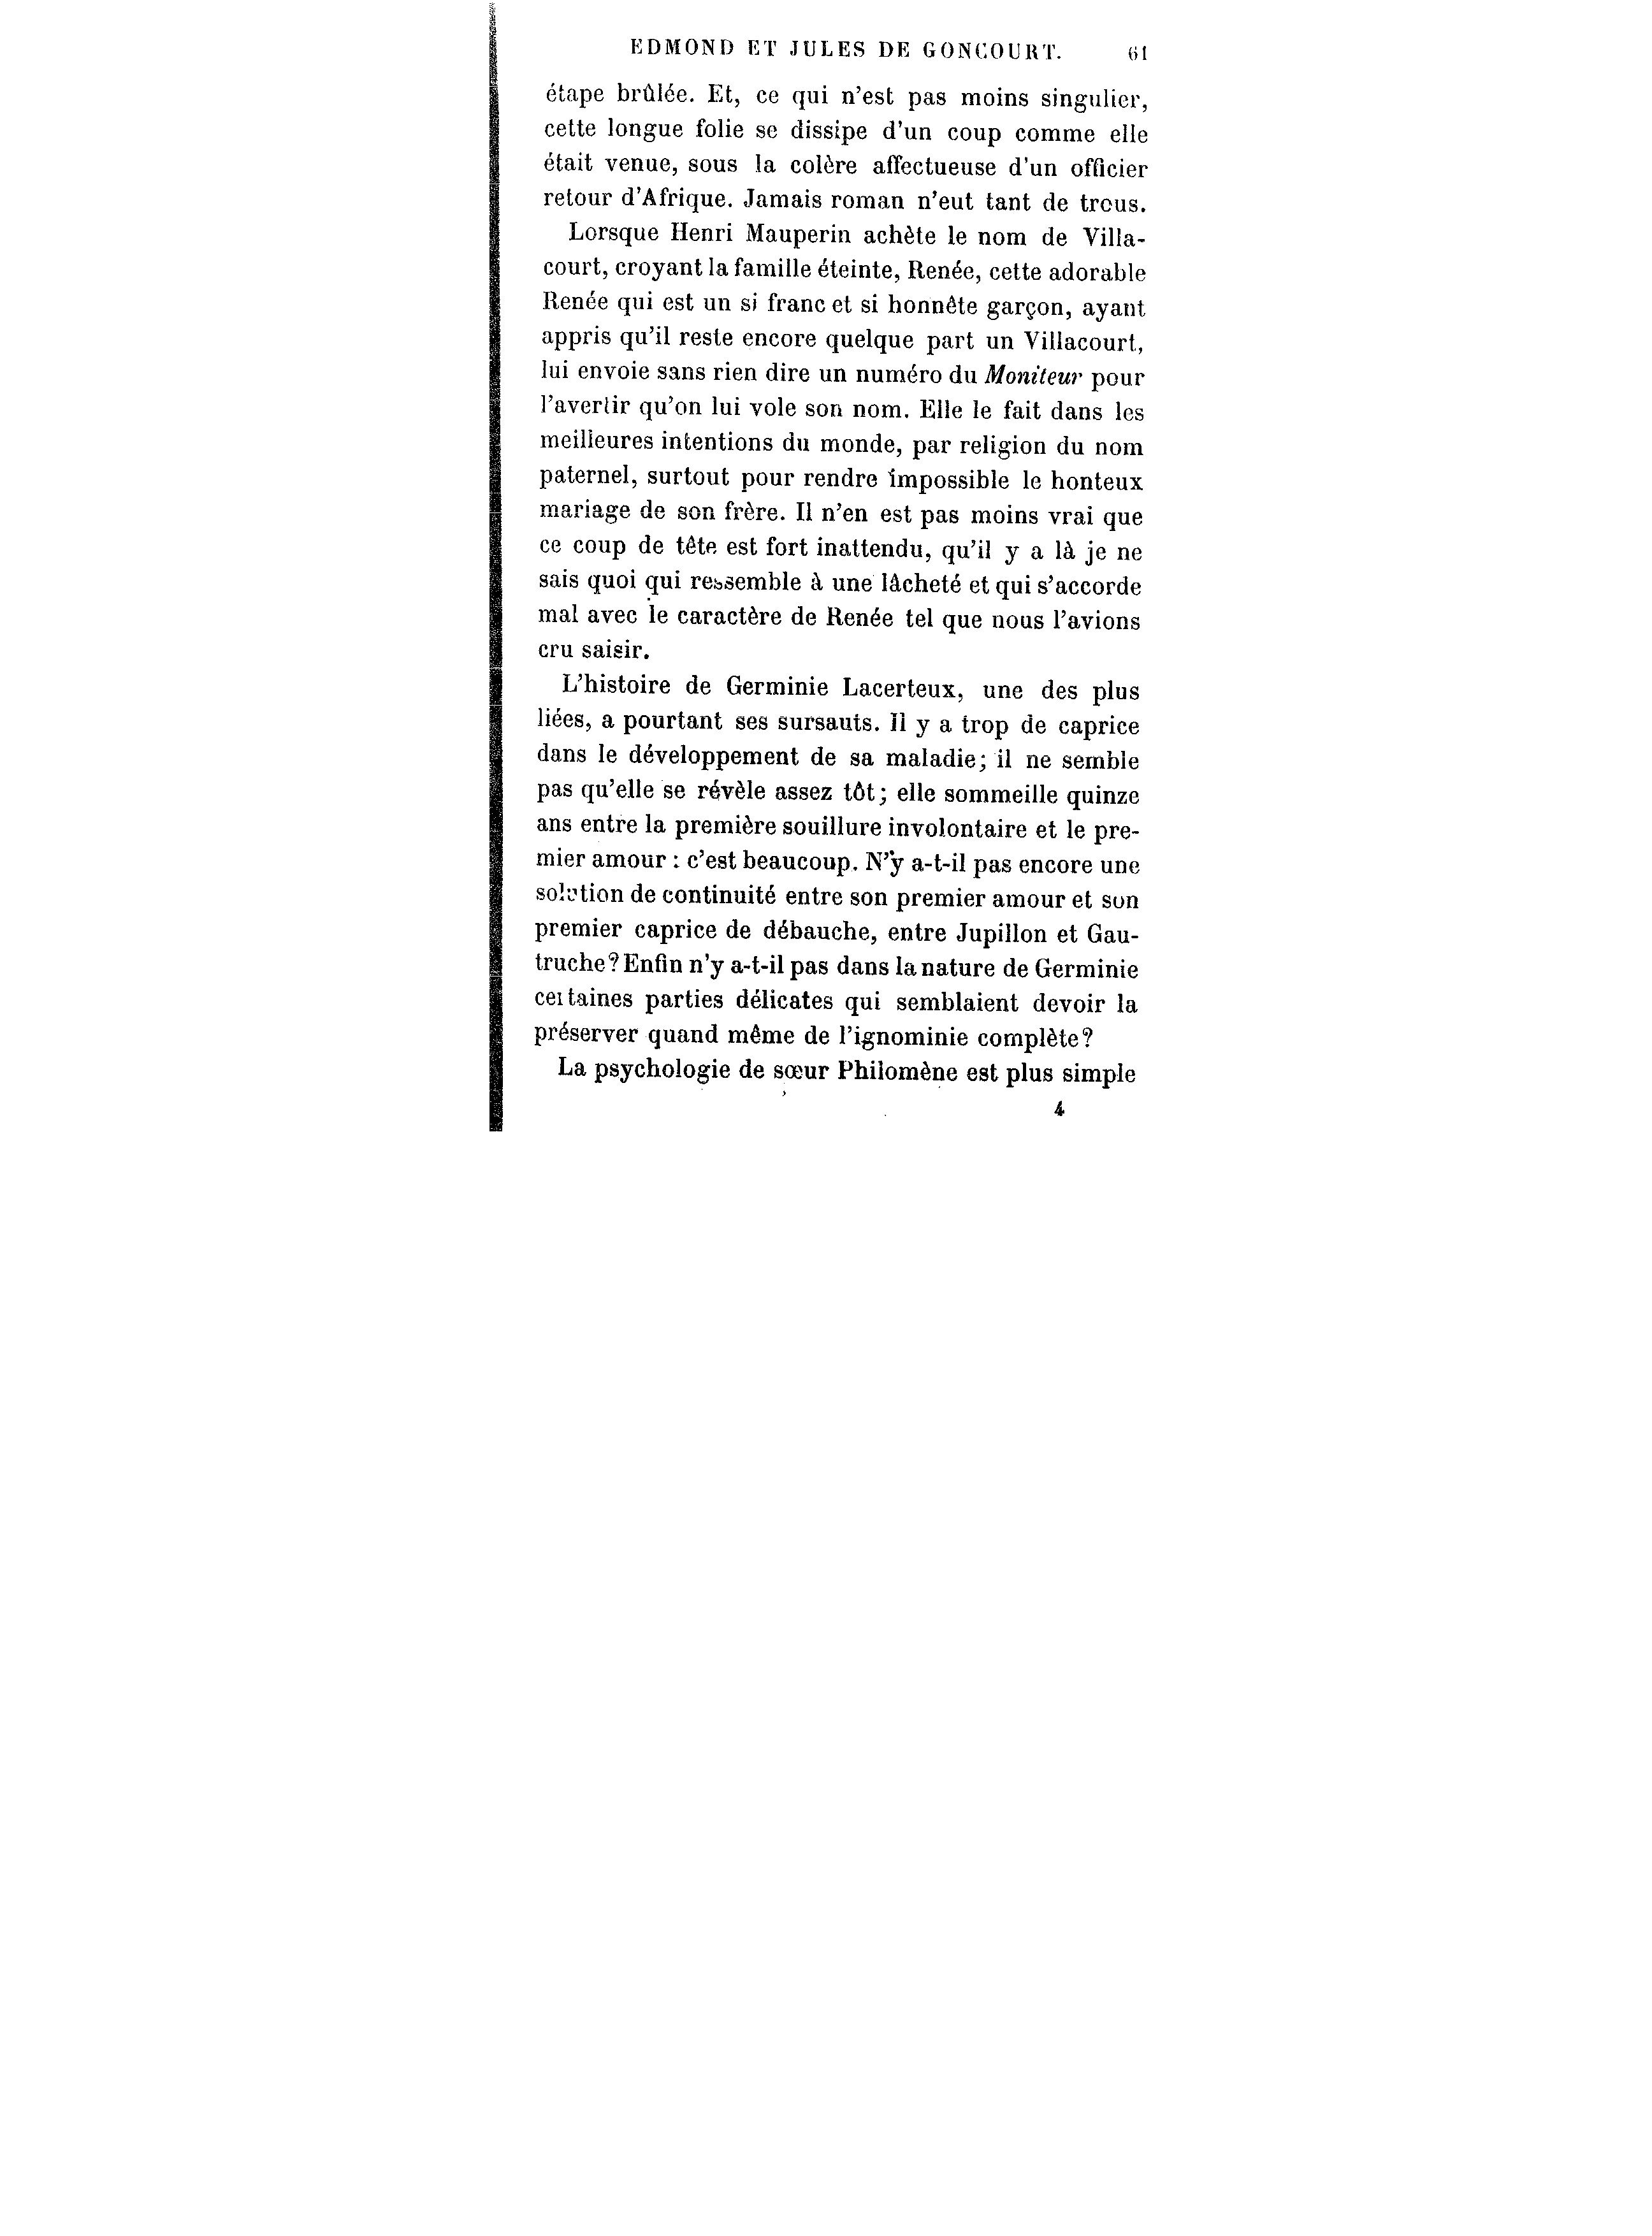 EDMOND ET JULES DE GONCOURT. 61
étape brûlée. Et, ce qui n'est pas moins singulier,
cette longue folie se dissipe d'un coup comme elle
était venue, sous la colère affectueuse d'un officier
retour d'Afrique. Jamais roman n'eut tant de trous.
Lorsque Henri Mauperin achète le nom de Villa-
court, croyant la famille éteinte, Renée, cette adorable
Renée qui est un si franc et si honnête garçon, ayant
appris qu'il reste encore quelque part un Villacourt,
lui envoie sans rien dire un numéro du Moniteur pour
l'avertir qu'on lui vole son nom. Elle le fait dans les
meilleures intentions du monde, par religion du nom
paternel, surtout pour rendre impossible le honteux
mariage de son frère. Il n'en est pas moins vrai que
ce coup de tête est fort inattendu, qu'il y a là je ne
sais quoi qui ressemble à une lâcheté et qui s'accorde
mal avec le caractère de Renée tel que nous l'avions
cru saisir.
L'histoire de Germinie Lacerteux, une des plus
liées, a pourtant ses sursauts. Il y a trop de caprice
dans le développement de sa maladie; il ne semble
pas qu'elle se révèle assez tôt; elle sommeille quinze
ans entre la première souillure involontaire et le pre-
mier amour : c'est beaucoup. N'y a-t-il pas encore une
solution de continuité entre son premier amour et son
premier caprice de débauche, entre Jupillon et Gau-
truche? Enfin n'y a-t-il pas dans la nature de Germinie
certaines parties délicates qui semblaient devoir la
préserver quand même de l'ignominie complète?
La psychologie de sœur Philomène est plus simple
4